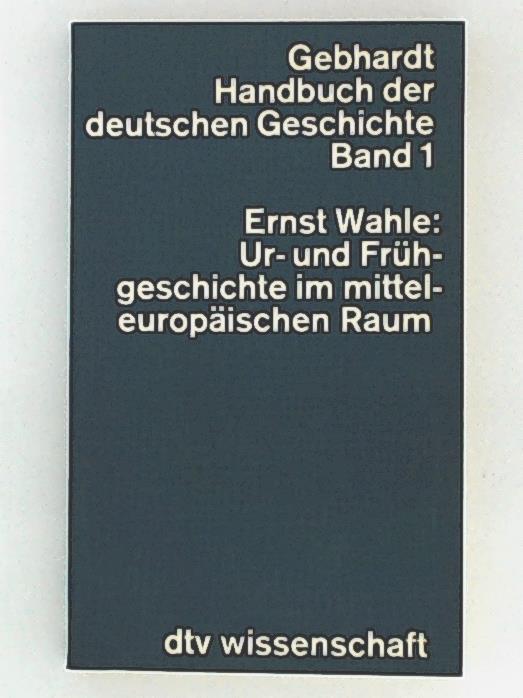 Gebhardt
Handbuch der
deutschen Geschichte
Band 1
Ernst Wahle:
Ur- und Früh-
geschichte im mittel-
europäischen Raum
dtv wissenschaft